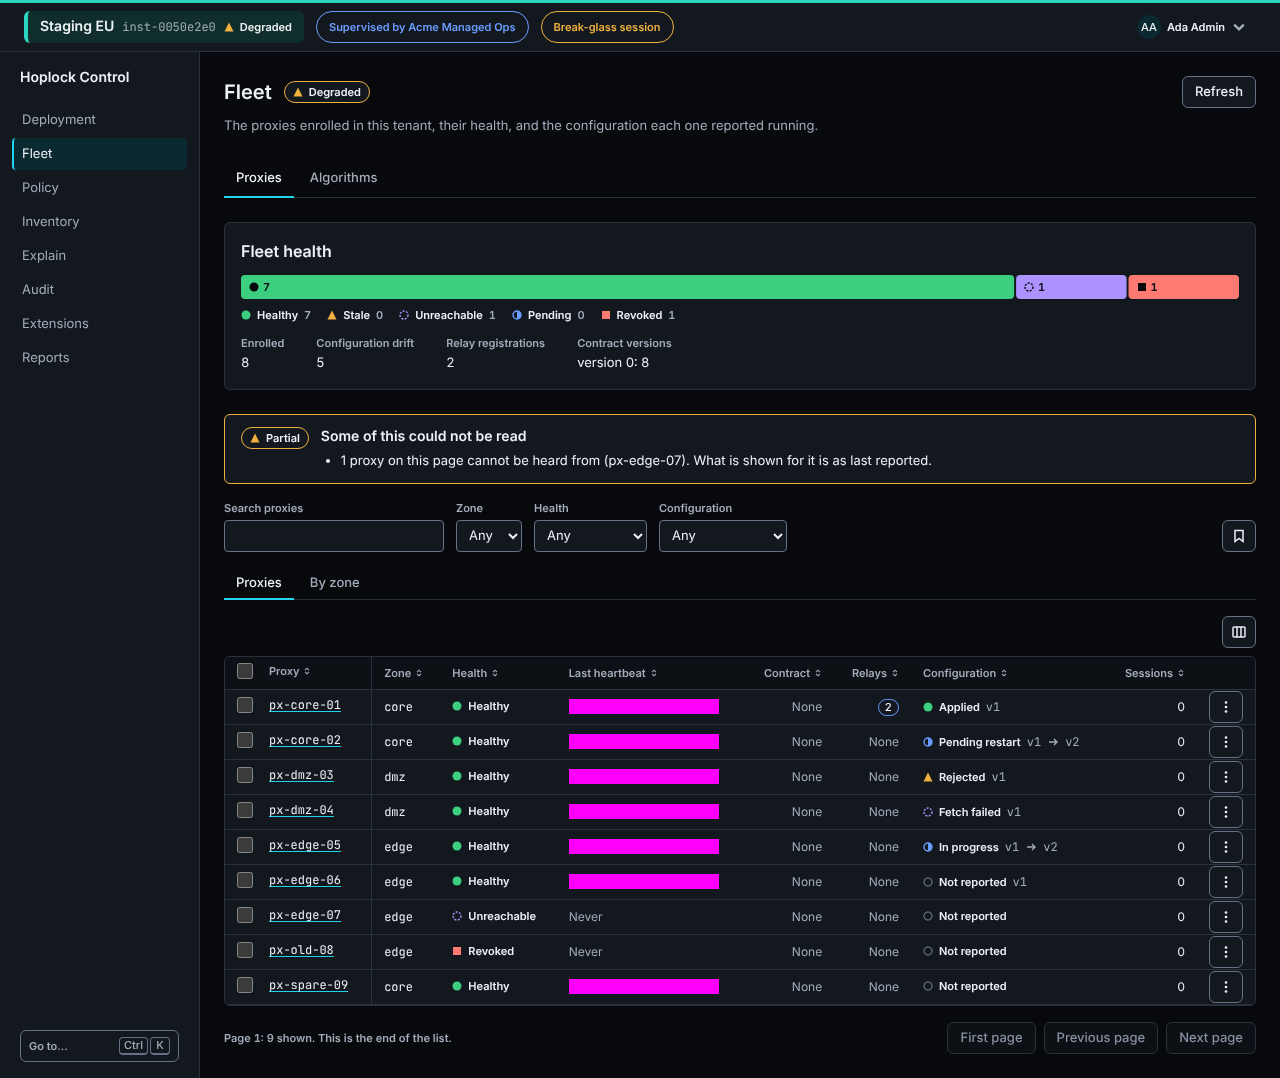 Staging EU inst-0050e2e0 Degraded Supervised by Acme Managed Ops Break-glass session AA Ada Admin
Hoplock Control
Deployment
Fleet
Policy
Inventory
Explain
Audit
Extensions
Reports
Go to... Ctrl K
Fleet Degraded Refresh
The proxies enrolled in this tenant, their health, and the configuration each one reported running.
Proxies Algorithms
Fleet health
7 1 1
Healthy 7 Stale 0 Unreachable 1 Pending 0 Revoked 1
Enrolled Configuration drift Relay registrations Contract versions
8 5 2 version 0: 8
Partial Some of this could not be read
• 1 proxy on this page cannot be heard from (px-edge-07). What is shown for it is as last reported.
Search proxies Zone Health Configuration
Any Any Any
Proxies By zone
Proxy Zone Health Last heartbeat Contract Relays Configuration Sessions
px-core-01 core Healthy None 2 Applied v1 0
px-core-02 core Healthy None None Pending restart v1 → v2 0
px-dmz-03 dmz Healthy None None Rejected v1 0
px-dmz-04 dmz Healthy None None Fetch failed v1 0
px-edge-05 edge Healthy None None In progress v1 → v2 0
px-edge-06 edge Healthy None None Not reported v1 0
px-edge-07 edge Unreachable Never None None Not reported 0
px-old-08 edge Revoked Never None None Not reported 0
px-spare-09 core Healthy None None Not reported 0
Page 1: 9 shown. This is the end of the list. First page Previous page Next page